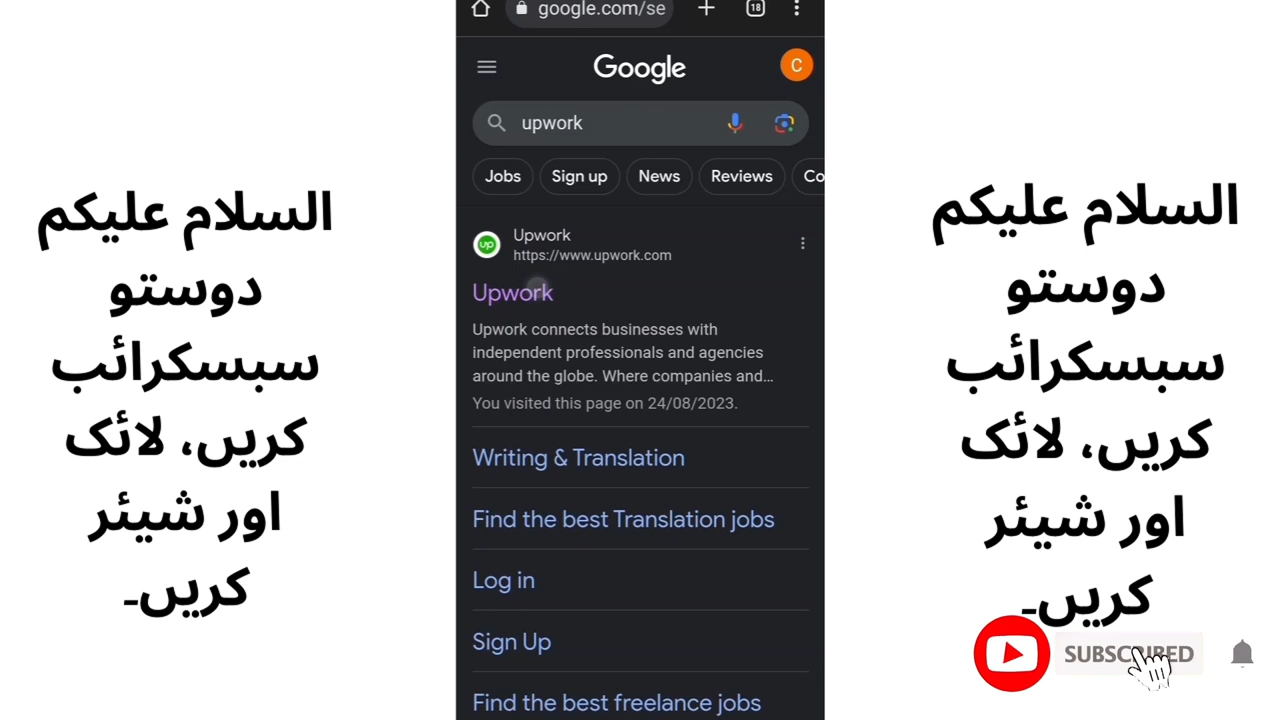 السلام علیکم
دوستو
سبسکرائب
کریں، لائک
اور شیئر
کریں۔
google.com/se
18
Google
C
upwork
Jobs
Sign up
News
Reviews
Co
up
Upwork
https://www.upwork.com
Upwork
Upwork connects businesses with
independent professionals and agencies
around the globe. Where companies and...
You visited this page on 24/08/2023.
Writing & Translation
Find the best Translation jobs
Log in
Sign Up
Find the best freelance jobs
السلام علیکم
دوستو
سبسکرائب
کریں، لائک
اور شیئر
کریں۔
SUBSCRIBED